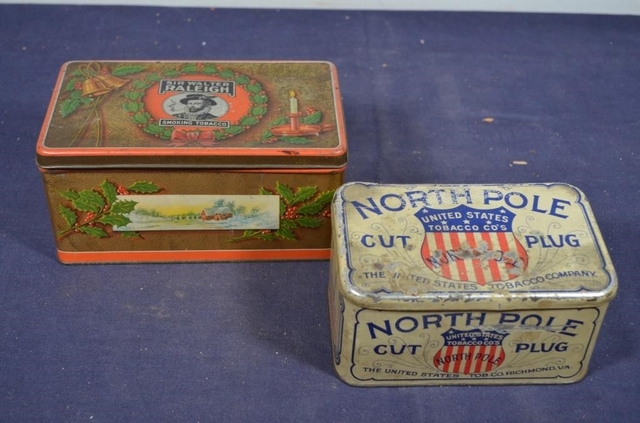 SIR WALTER
RALEIGH
SMOKING TOBACCO
NORTH POLE
UNITED STATES
TOBACCO CO'S
CUT PLUG
NORTH POLE
THE UNITED STATES TOBACCO COMPANY.
NORTH POLE
UNITED STATES
TOBACCO CO'S
CUT PLUG
NORTH POLE
THE UNITED STATES TOB. CO. RICHMOND, VA.